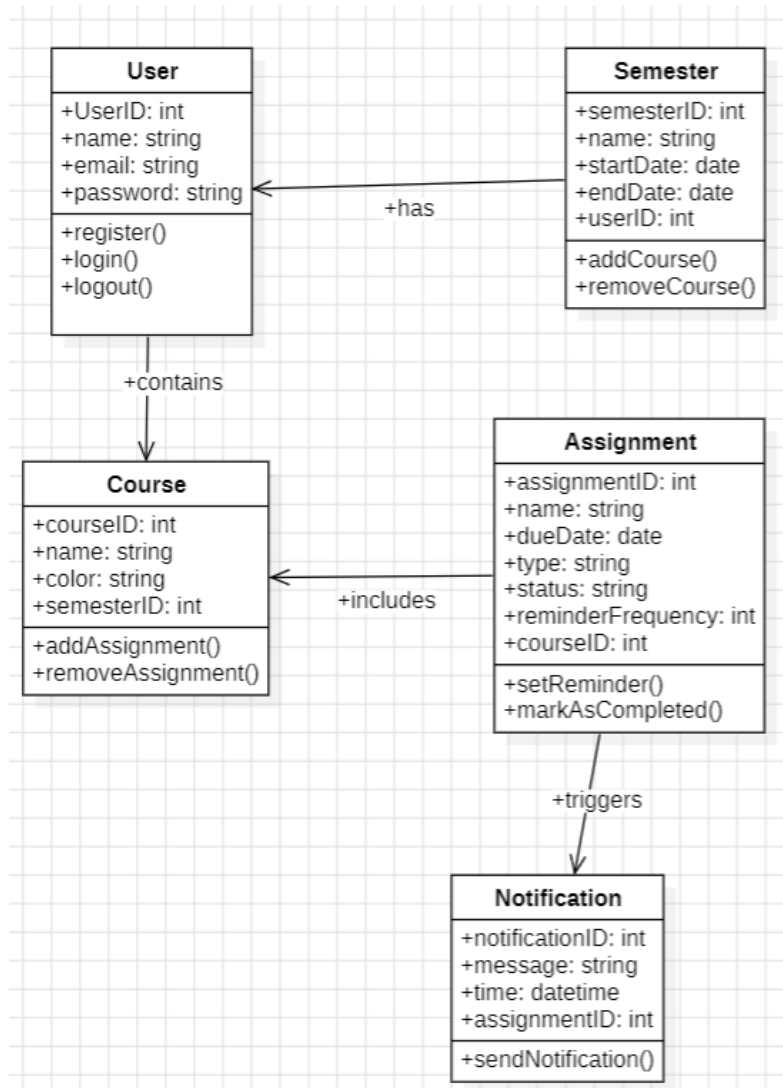 User
+UserID: int
+name: string
+email: string
+password: string
+register()
+login()
+logout()
+has
Semester
+semesterID: int
+name: string
+startDate: date
+endDate: date
+userID: int
+addCourse()
+removeCourse()
+contains
Course
+courseID: int
+name: string
+color: string
+semesterID: int
+addAssignment()
+removeAssignment()
+includes
Assignment
+assignmentID: int
+name: string
+dueDate: date
+type: string
+status: string
+reminderFrequency: int
+courseID: int
+setReminder()
+markAsCompleted()
+triggers
Notification
+notificationID: int
+message: string
+time: datetime
+assignmentID: int
+sendNotification()